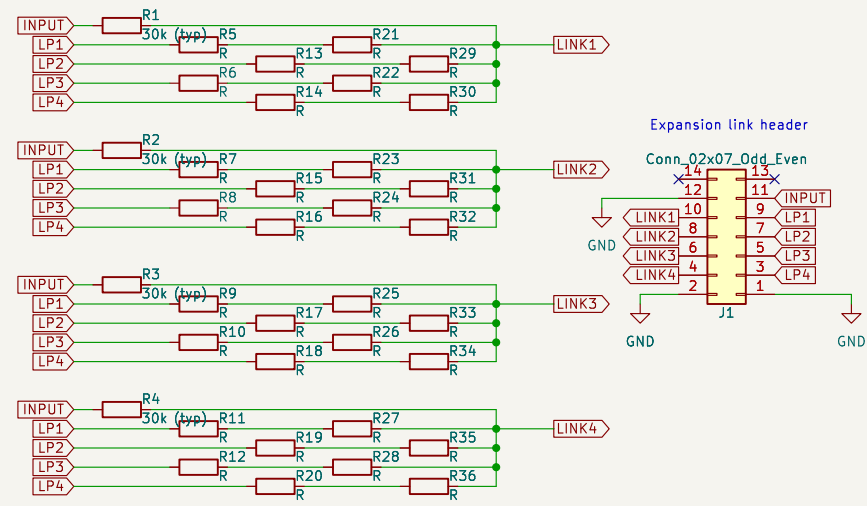 INPUT R1
30k (typ) R5 R21 LINK1
LP1 R R
LP2 R13 R29
R R
LP3 R6 R22
R R
LP4 R14 R30
R R
INPUT R2
30k (typ) R7 R23 LINK2
LP1 R R
LP2 R15 R31
R R
LP3 R8 R24
R R
LP4 R16 R32
R R
INPUT R3
30k (typ) R9 R25 LINK3
LP1 R R
LP2 R17 R33
R R
LP3 R10 R26
R R
LP4 R18 R34
R R
INPUT R4
30k (typ) R11 R27 LINK4
LP1 R R
LP2 R19 R35
R R
LP3 R12 R28
R R
LP4 R20 R36
R R
Expansion link header
Conn_02x07_Odd_Even
14 13
12 11 INPUT
LINK1 10 9 LP1
LINK2 8 7 LP2
LINK3 6 5 LP3
LINK4 4 3 LP4
2 1
GND
J1
GND GND